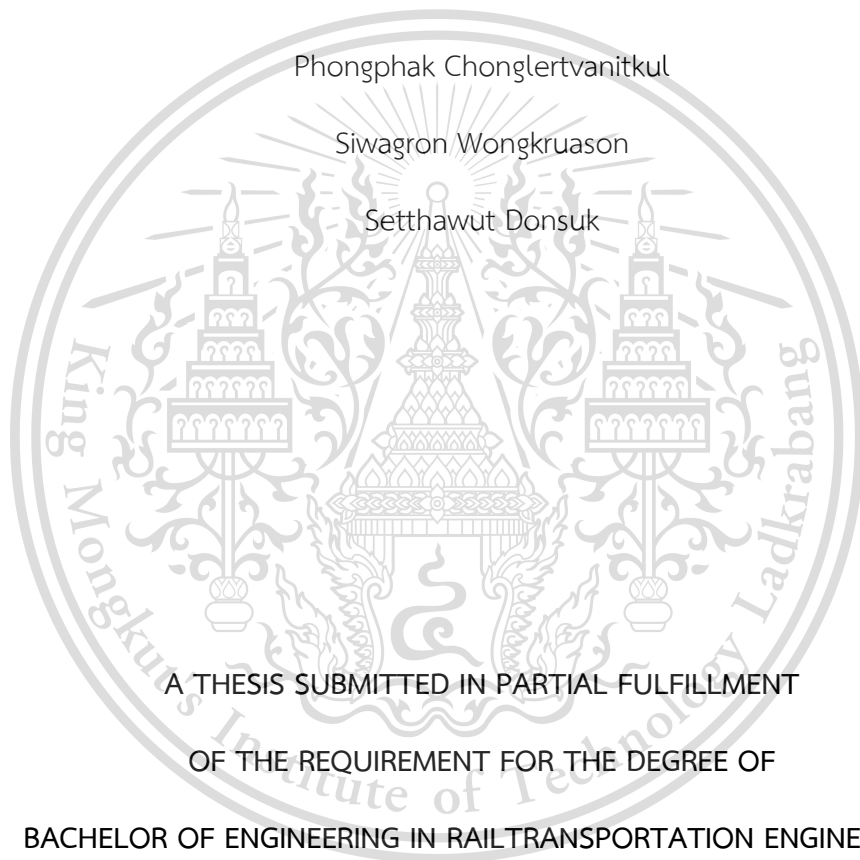 Phongphak Chonglertvanitkul
Siwagron Wongkruason
Setthawut Donsuk
King Mongkut's Institute of Technology Ladkrabang
A THESIS SUBMITTED IN PARTIAL FULFILLMENT
OF THE REQUIREMENT FOR THE DEGREE OF
BACHELOR OF ENGINEERING IN RAILTRANSPORTATION ENGINE